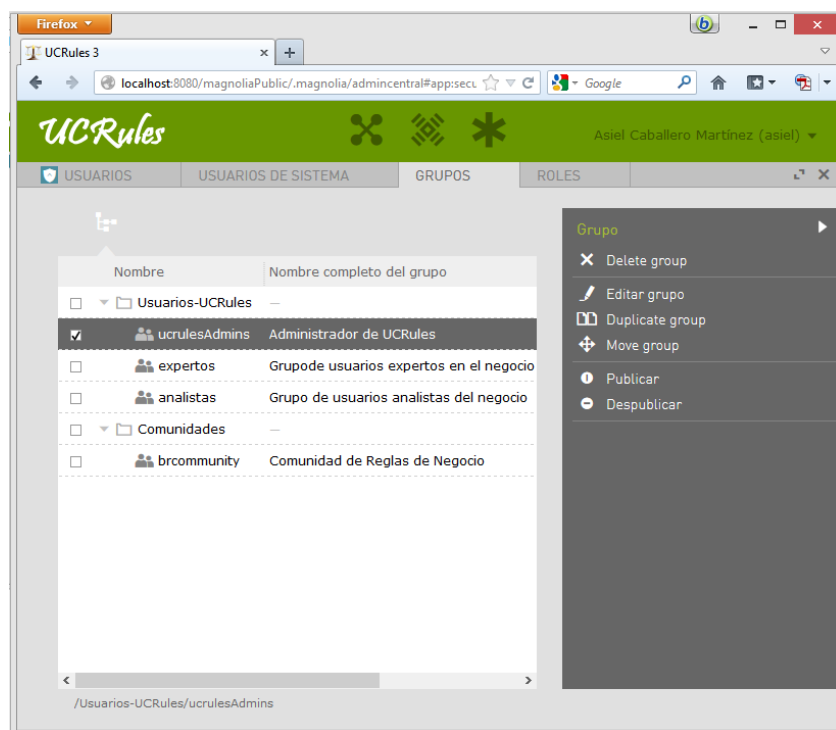 Firefox
UCRules 3
localhost:8080/magnoliaPublic/.magnolia/admincentral#app:secu
Google
UCRules
Asiel Caballero Martínez (asiel)
USUARIOS
USUARIOS DE SISTEMA
GRUPOS
ROLES
Nombre
Nombre completo del grupo
Usuarios-UCRules
—
ucrulesAdmins
Administrador de UCRules
expertos
Grupode usuarios expertos en el negocio
analistas
Grupo de usuarios analistas del negocio
Comunidades
—
brcommunity
Comunidad de Reglas de Negocio
/Usuarios-UCRules/ucrulesAdmins
Grupo
Delete group
Editar grupo
Duplicate group
Move group
Publicar
Despublicar